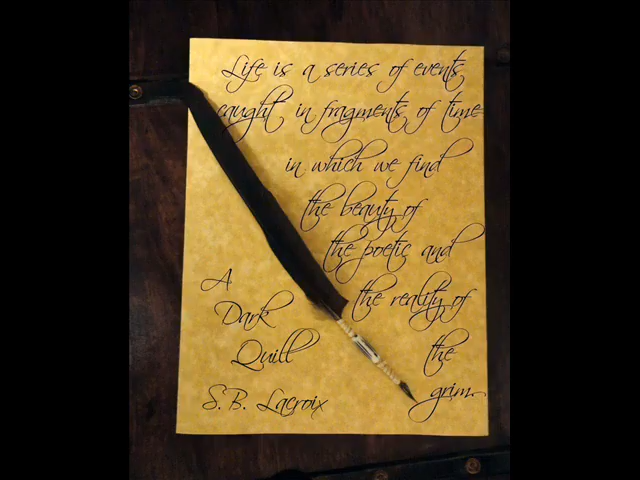 Life is a series of events
caught in fragments of time
in which we find
the beauty of
the poetic and
the reality of
the
grim.
A
Dark
Quill
S.B. Lacroix